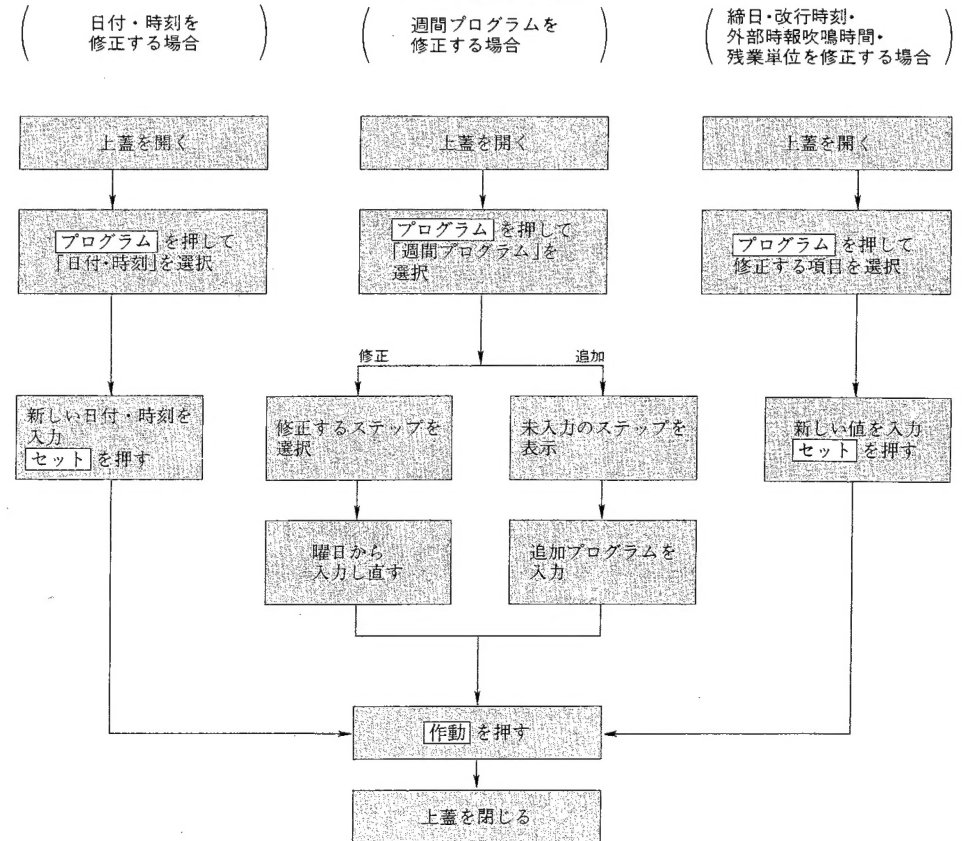 日付・時刻を
修正する場合
週間プログラムを
修正する場合
締日・改行時刻・
外部時報吹鳴時間・
残業単位を修正する場合
上蓋を開く
上蓋を開く
上蓋を開く
プログラム を押して
「日付・時刻」を選択
プログラム を押して
「週間プログラム」を
選択
プログラム を押して
修正する項目を選択
修正
追加
新しい日付・時刻を
入力
セット を押す
修正するステップを
選択
未入力のステップを
表示
新しい値を入力
セット を押す
曜日から
入力し直す
追加プログラムを
入力
作動 を押す
上蓋を閉じる